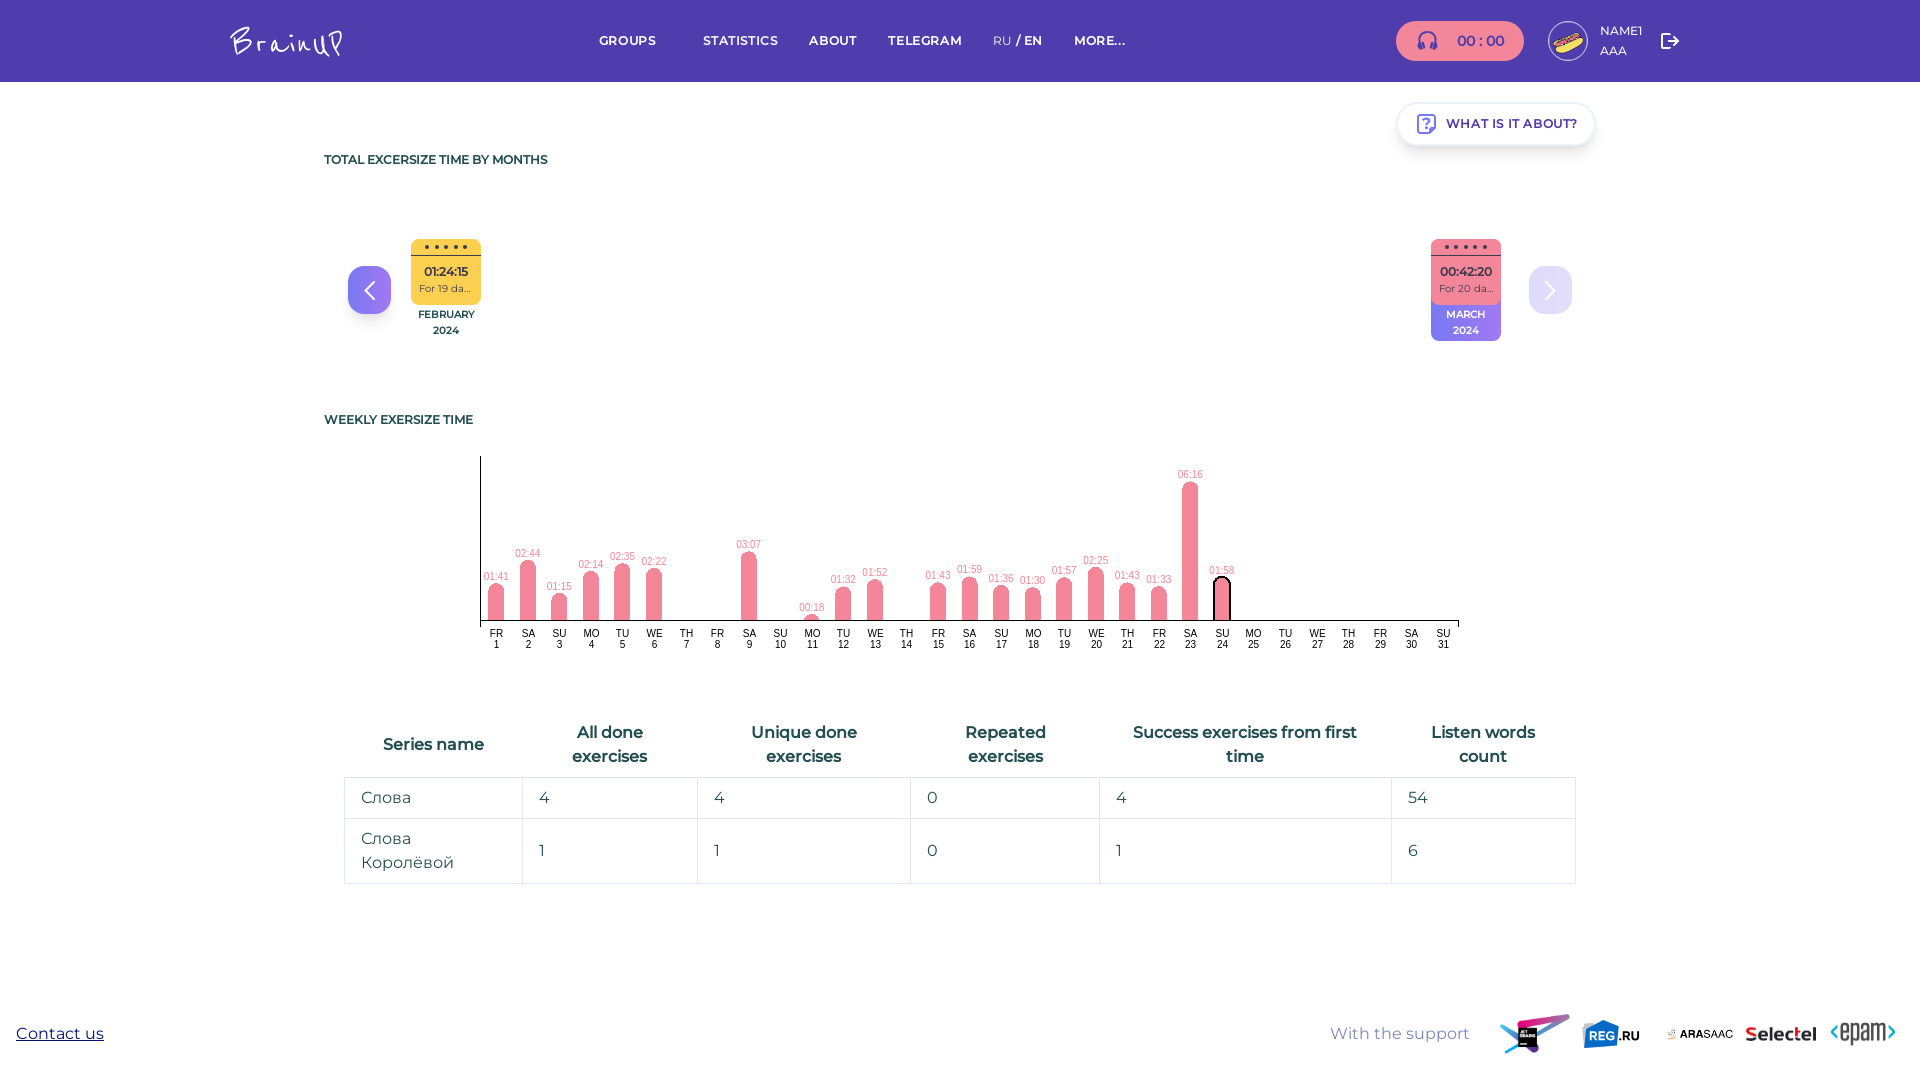 BrainUP
GROUPS STATISTICS ABOUT TELEGRAM RU / EN MORE...
00 : 00
NAME1
AAA
WHAT IS IT ABOUT?
TOTAL EXCERSIZE TIME BY MONTHS
01:24:15
For 19 da...
FEBRUARY
2024
00:42:20
For 20 da...
MARCH
2024
WEEKLY EXERSIZE TIME
01:41 02:44 01:15 02:14 02:35 02:22 03:07 00:18 01:32 01:52 01:43 01:59 01:36 01:30 01:57 02:25 01:43 01:33 06:16 01:58
FR SA SU MO TU WE TH FR SA SU MO TU WE TH FR SA SU MO TU WE TH FR SA SU MO TU WE TH FR SA SU
1 2 3 4 5 6 7 8 9 10 11 12 13 14 15 16 17 18 19 20 21 22 23 24 25 26 27 28 29 30 31
Series name All done exercises Unique done exercises Repeated exercises Success exercises from first time Listen words count
Слова 4 4 0 4 54
Слова Королёвой 1 1 0 1 6
Contact us
With the support
JET BRAINS
REG.RU
ARASAAC
Selectel
<epam>